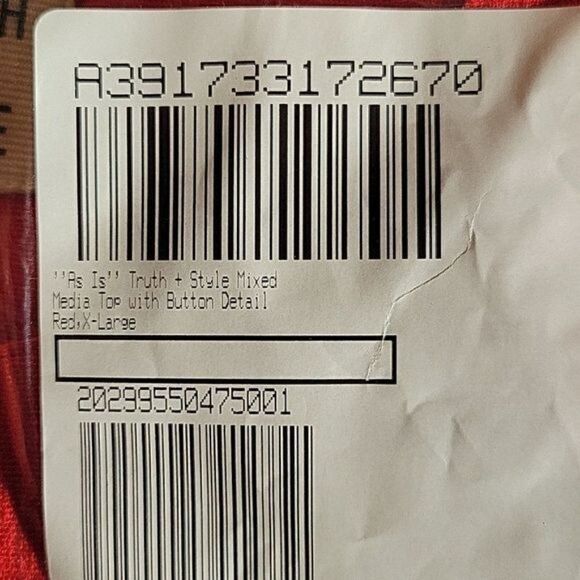 H
A391733172670
''As Is'' Truth + Style Mixed
Media Top with Button Detail
Red,X-Large
20299550475001